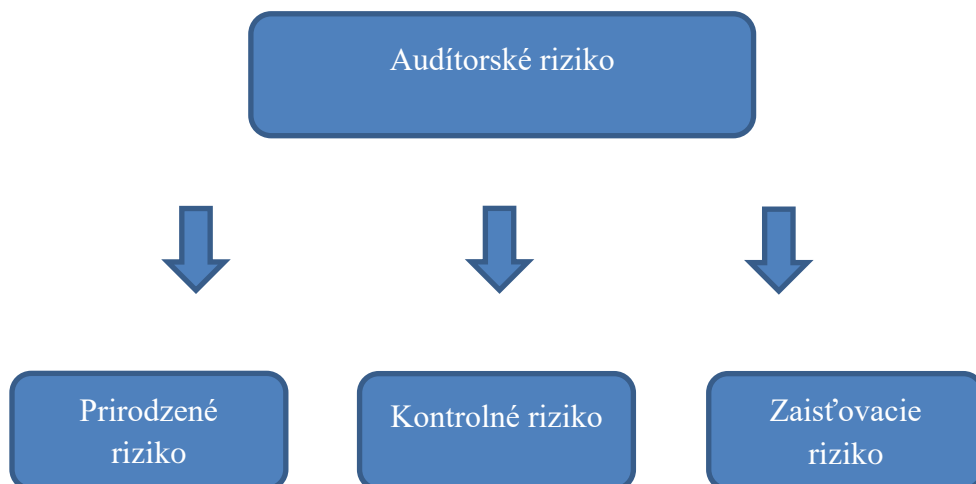 Audítorské riziko
Prirodzené
riziko
Kontrolné riziko
Zaisťovacie
riziko